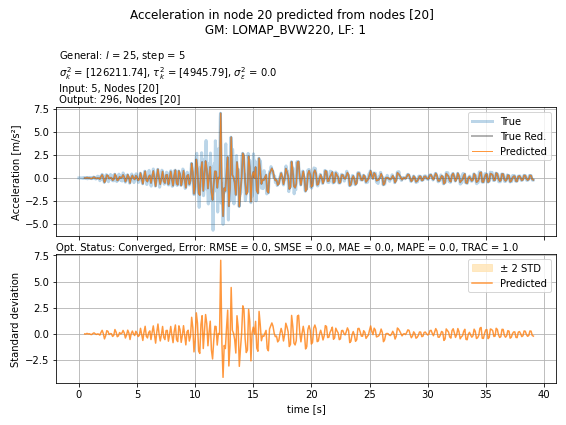 Acceleration in node 20 predicted from nodes [20]
GM: LOMAP_BVW220, LF: 1
General: l = 25, step = 5
σ²ₖ = [126211.74], τ²ₖ = [4945.79], σ²ε = 0.0
Input: 5, Nodes [20]
Output: 296, Nodes [20]
7.5
5.0
2.5
0.0
−2.5
−5.0
Acceleration [m/s²]
True
True Red.
Predicted
Opt. Status: Converged, Error: RMSE = 0.0, SMSE = 0.0, MAE = 0.0, MAPE = 0.0, TRAC = 1.0
7.5
5.0
2.5
0.0
−2.5
Standard deviation
± 2 STD
Predicted
0 5 10 15 20 25 30 35 40
time [s]